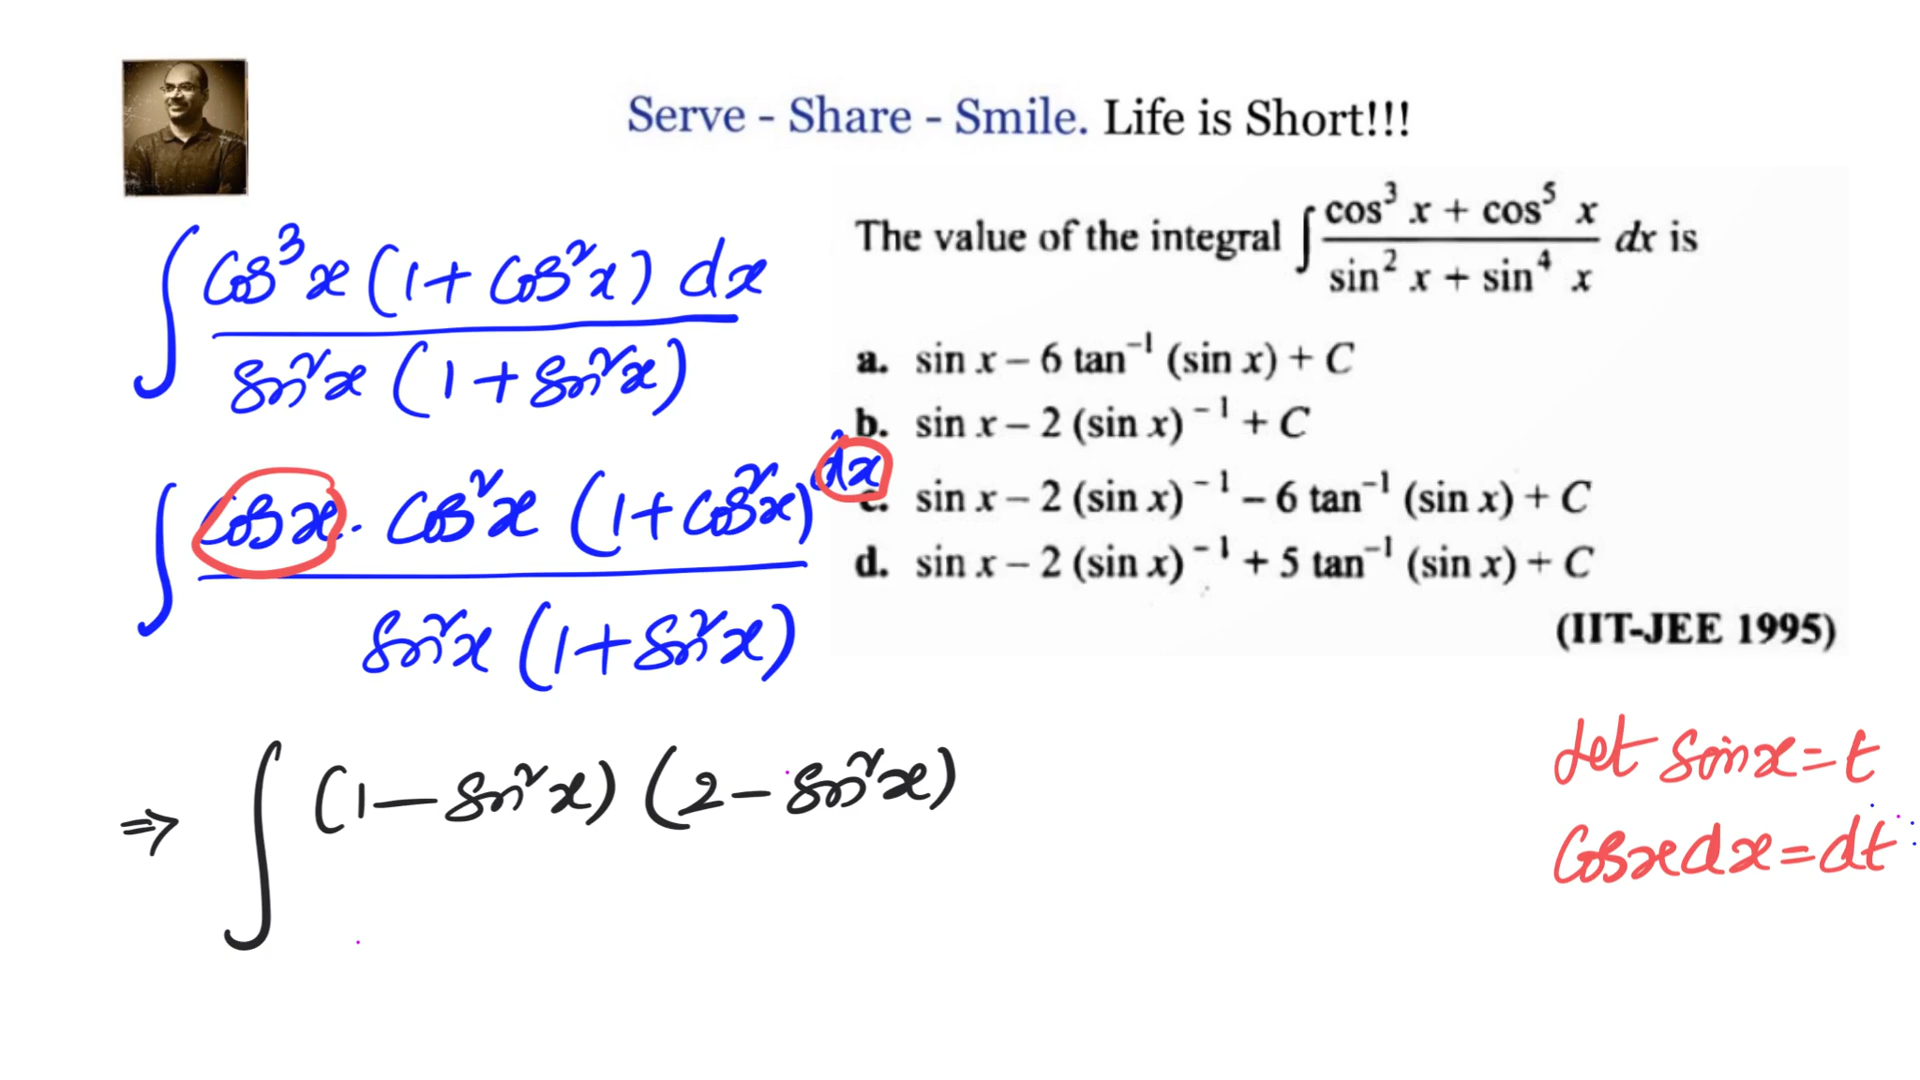 Serve - Share - Smile. Life is Short!!!
The value of the integral ∫ (cos³ x + cos⁵ x)/(sin² x + sin⁴ x) dx is
a. sin x – 6 tan⁻¹ (sin x) + C
b. sin x – 2 (sin x)⁻¹ + C
c. sin x – 2 (sin x)⁻¹ – 6 tan⁻¹ (sin x) + C
d. sin x – 2 (sin x)⁻¹ + 5 tan⁻¹ (sin x) + C
(IIT-JEE 1995)
∫ Cos³x (1 + Cos²x) dx / Sin²x (1 + Sin²x)
∫ Cosx . Cos²x (1 + Cos²x) dx / Sin²x (1 + Sin²x)
⇒ ∫ (1 – Sin²x) (2 – Sin²x)
Let Sinx = t
Cosx dx = dt